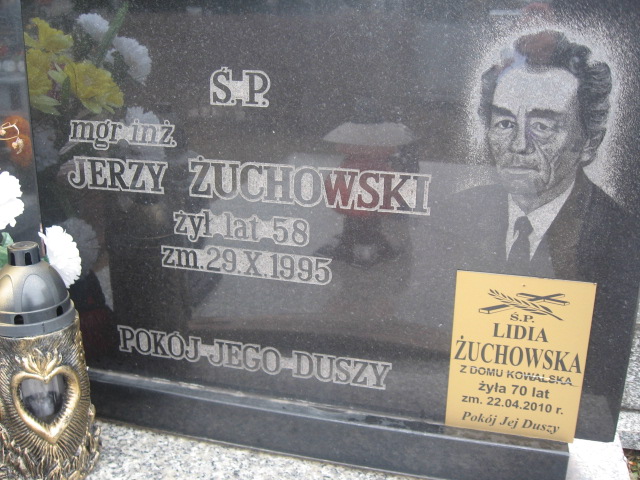 Ś.P.
mgr inż.
JERZY ŻUCHOWSKI
żył lat 58
zm. 29 X 1995
POKÓJ JEGO DUSZY
Ś.P.
LIDIA
ŻUCHOWSKA
Z DOMU KOWALSKA
żyła 70 lat
zm. 22.04.2010 r.
Pokój Jej Duszy